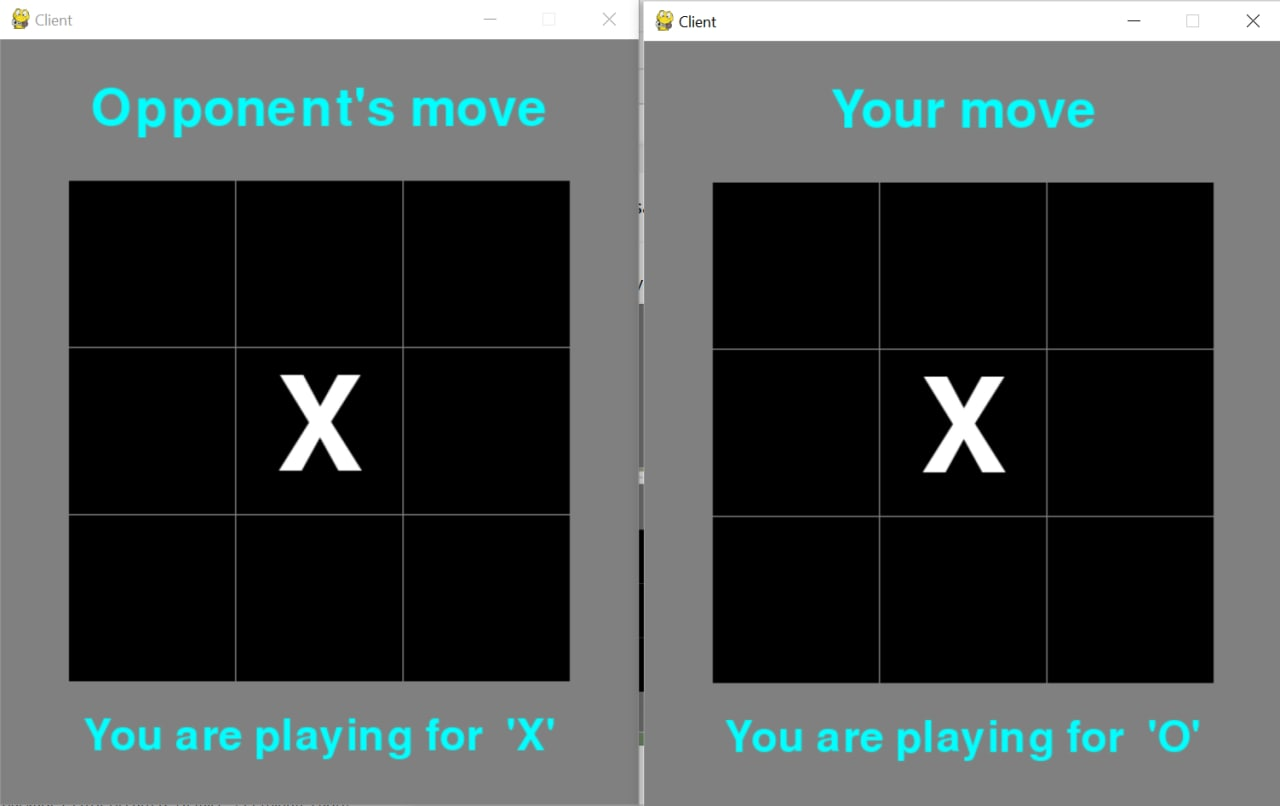 Client
Opponent's move
X
You are playing for 'X'
Client
Your move
X
You are playing for 'O'